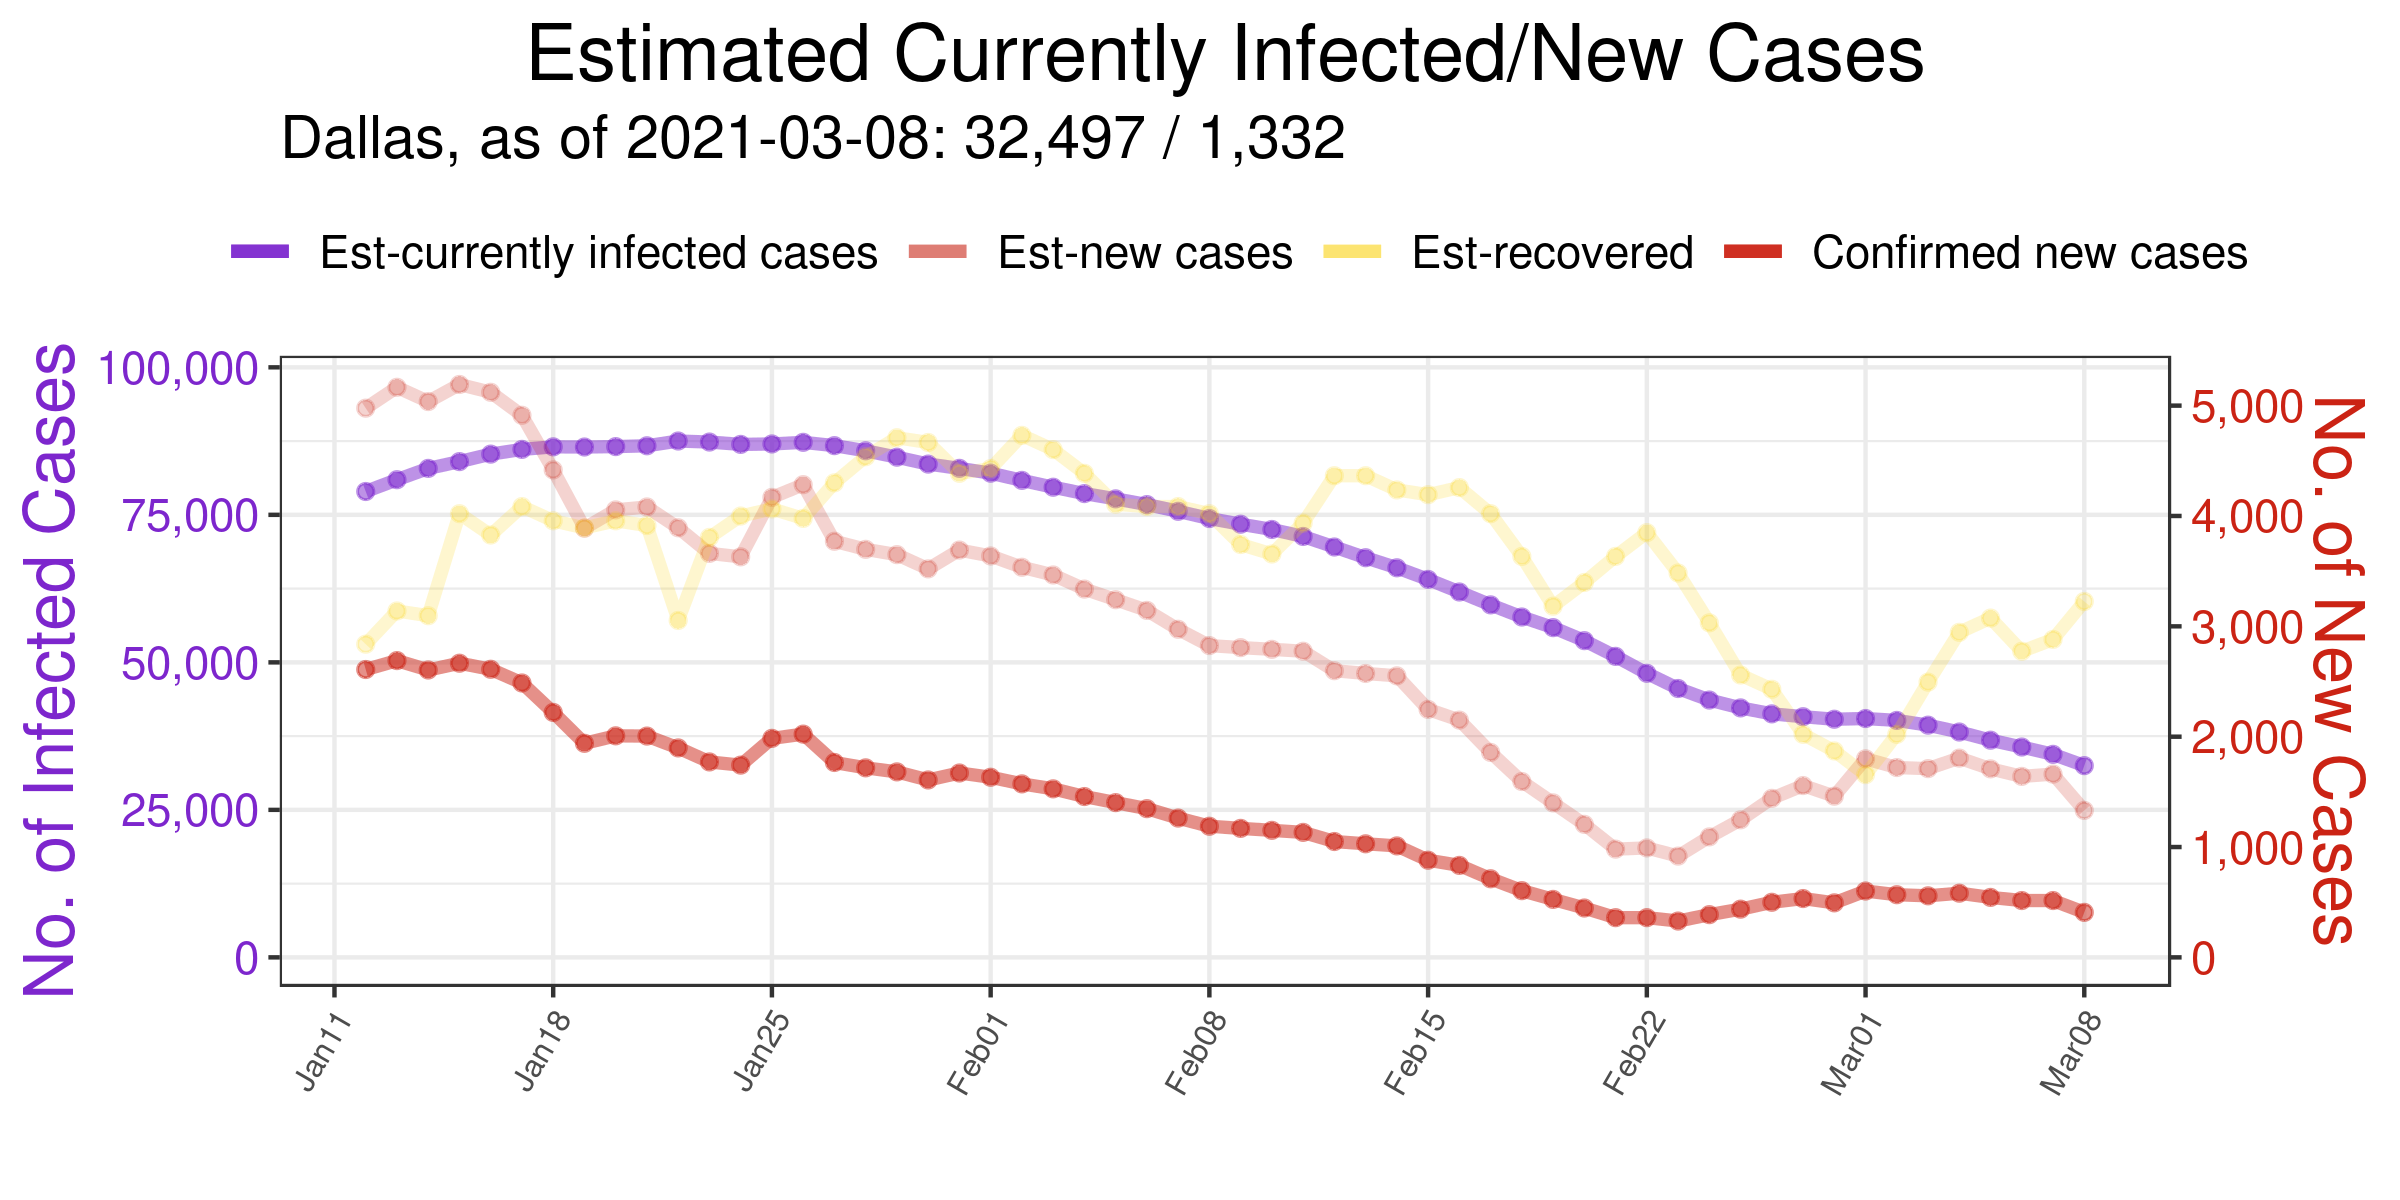 Estimated Currently Infected/New Cases
Dallas, as of 2021-03-08: 32,497 / 1,332
Est-currently infected cases Est-new cases Est-recovered Confirmed new cases
No. of Infected Cases
100,000
75,000
50,000
25,000
0
5,000
4,000
3,000
2,000
1,000
0
No. of New Cases
Jan11 Jan18 Jan25 Feb01 Feb08 Feb15 Feb22 Mar01 Mar08